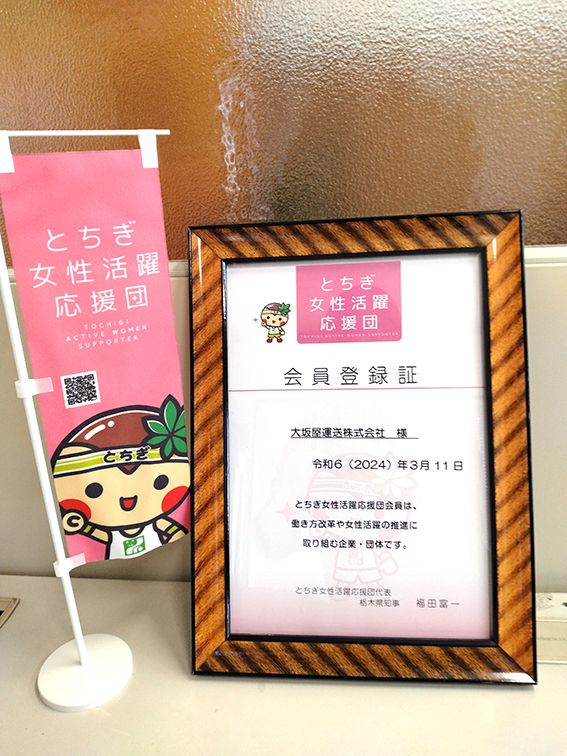 とちぎ
女性活躍
応援団
TOCHIGI
ACTIVE WOMEN
SUPPORTER
とちぎ
とちぎ
女性活躍
応援団
TOCHIGI ACTIVE WOMEN SUPPORTER
会員登録証
大坂屋運送株式会社 様
令和6（2024）年3月11日
とちぎ女性活躍応援団会員は、
働き方改革や女性活躍の推進に
取り組む企業・団体です。
とちぎ女性活躍応援団代表
栃木県知事 福田富一